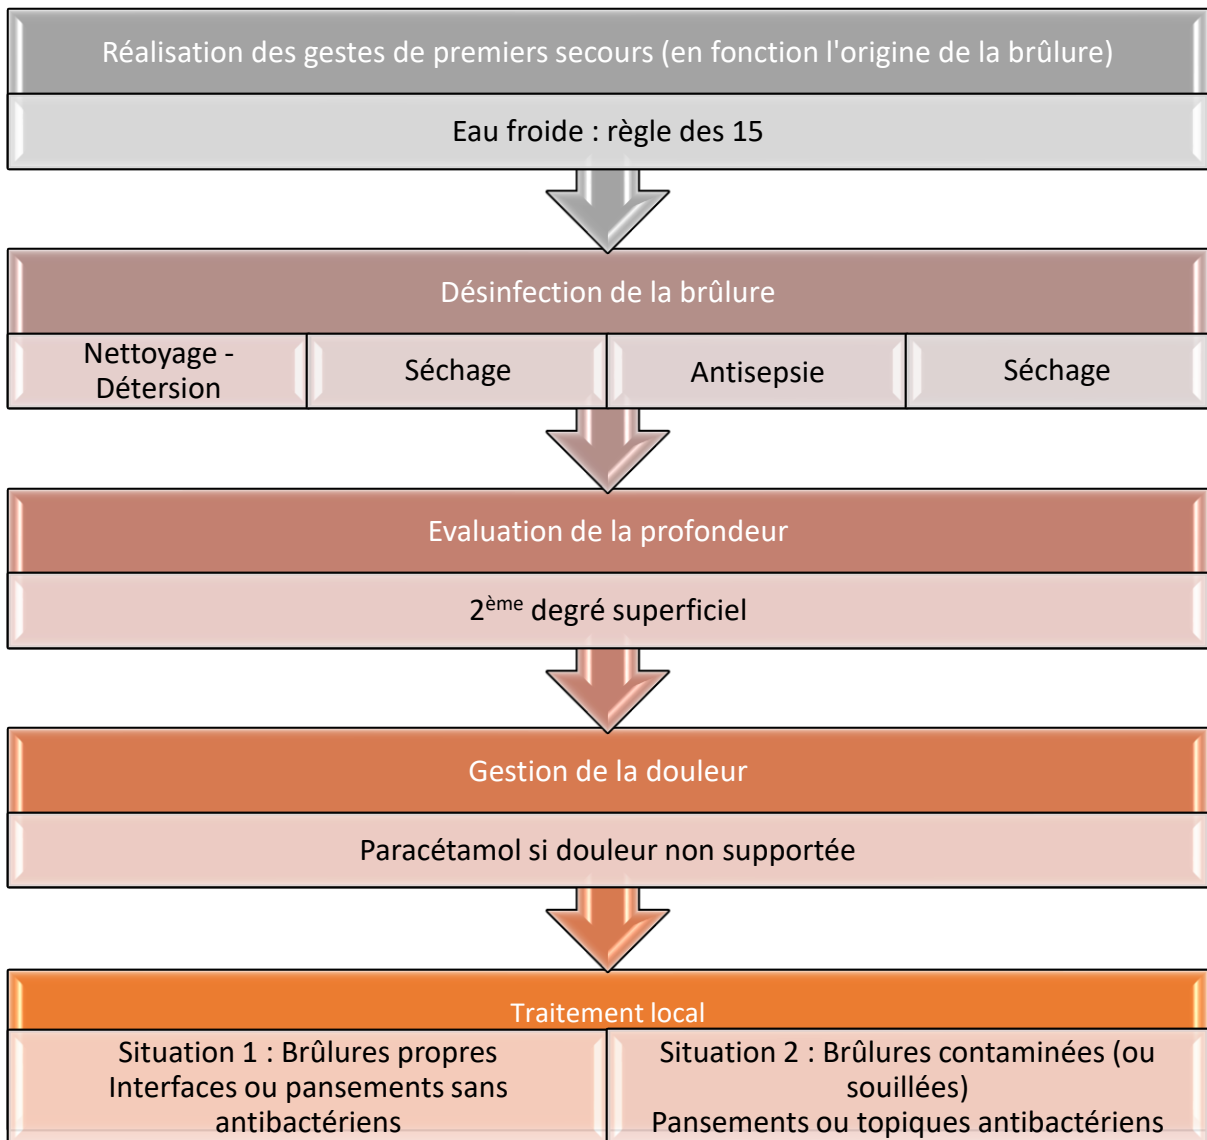 Réalisation des gestes de premiers secours (en fonction l'origine de la brûlure)
Eau froide : règle des 15
Désinfection de la brûlure
Nettoyage -
Détersion
Séchage
Antisepsie
Séchage
Evaluation de la profondeur
2ème degré superficiel
Gestion de la douleur
Paracétamol si douleur non supportée
Traitement local
Situation 1 : Brûlures propres
Interfaces ou pansements sans
antibactériens
Situation 2 : Brûlures contaminées (ou
souillées)
Pansements ou topiques antibactériens